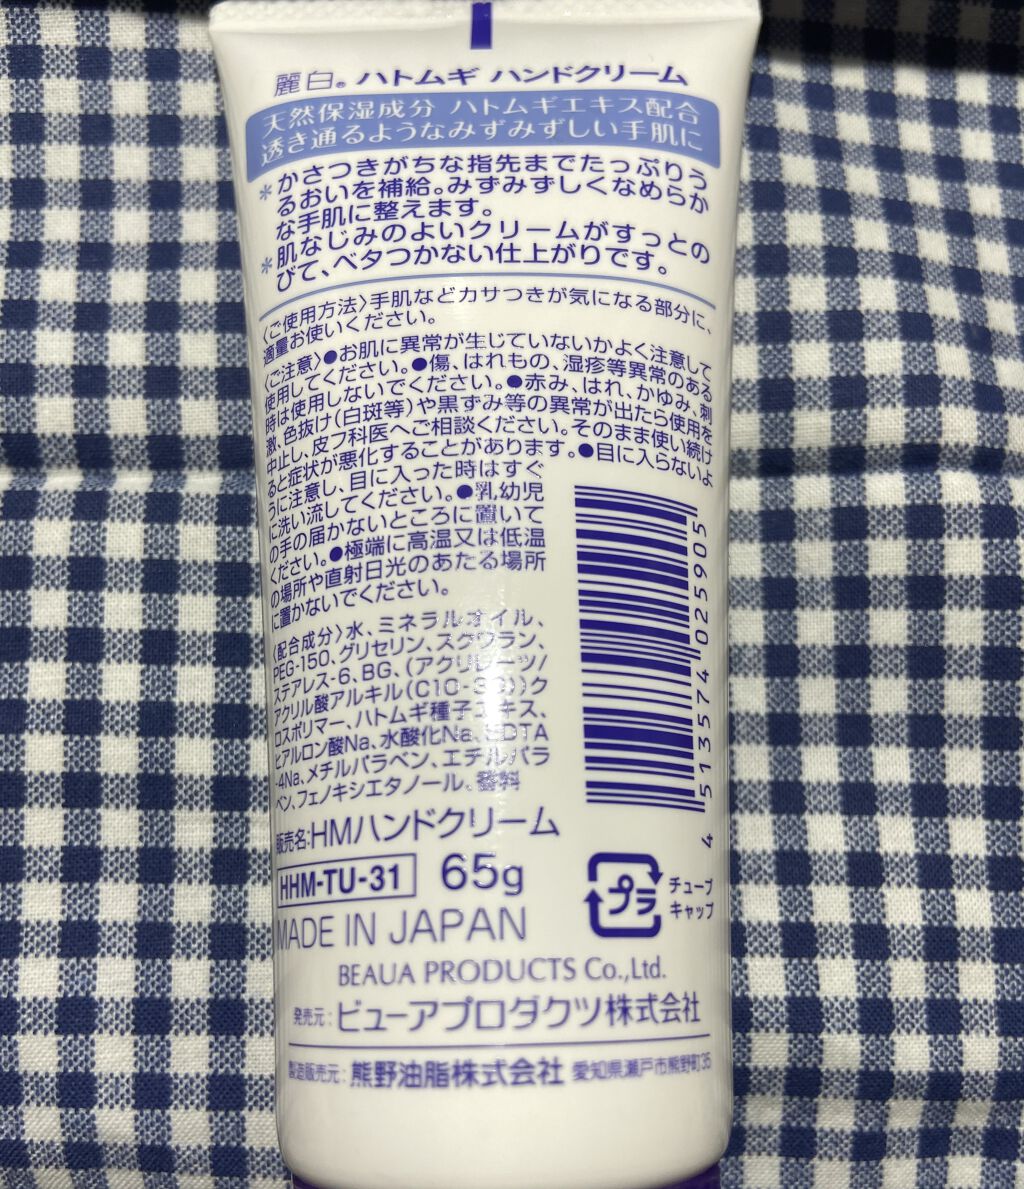 麗白® ハトムギ ハンドクリーム
天然保湿成分 ハトムギエキス配合
透き通るようなみずみずしい手肌に
*かさつきがちな指先までたっぷりう
るおいを補給。みずみずしくなめらか
な手肌に整えます。
*肌なじみのよいクリームがすっとの
びて、ベタつかない仕上がりです。
〈ご使用方法〉手肌などカサつきが気になる部分に、
適量お使いください。
〈ご注意〉●お肌に異常が生じていないかよく注意して
使用してください。●傷、はれもの、湿疹等異常のある
時は使用しないでください。●赤み、はれ、かゆみ、刺
激、色抜け(白斑等)や黒ずみ等の異常が出たら使用を
中止し、皮フ科医へご相談ください。そのまま使い続け
ると症状が悪化することがあります。●目に入らないよ
うに注意し、目に入った時はすぐ
に洗い流してください。●乳幼児
の手の届かないところに置いて
ください。●極端に高温又は低温
の場所や直射日光のあたる場所
に置かないでください。
〈配合成分〉水、ミネラルオイル、
PEG-150、グリセリン、スクワラン、
ステアレス-6、BG、(アクリレーツ/
アクリル酸アルキル(C10-30))ク
ロスポリマー、ハトムギ種子エキス、
ヒアルロン酸Na、水酸化Na、EDTA
-4Na、メチルパラベン、エチルパラ
ベン、フェノキシエタノール、香料
販売名:HMハンドクリーム
HHM-TU-31 65g
MADE IN JAPAN
4 513574 025905
プラ
チューブ
キャップ
BEAUA PRODUCTS Co.,Ltd.
発売元:ビューアプロダクツ株式会社
製造販売元:熊野油脂株式会社 愛知県瀬戸市熊野町35